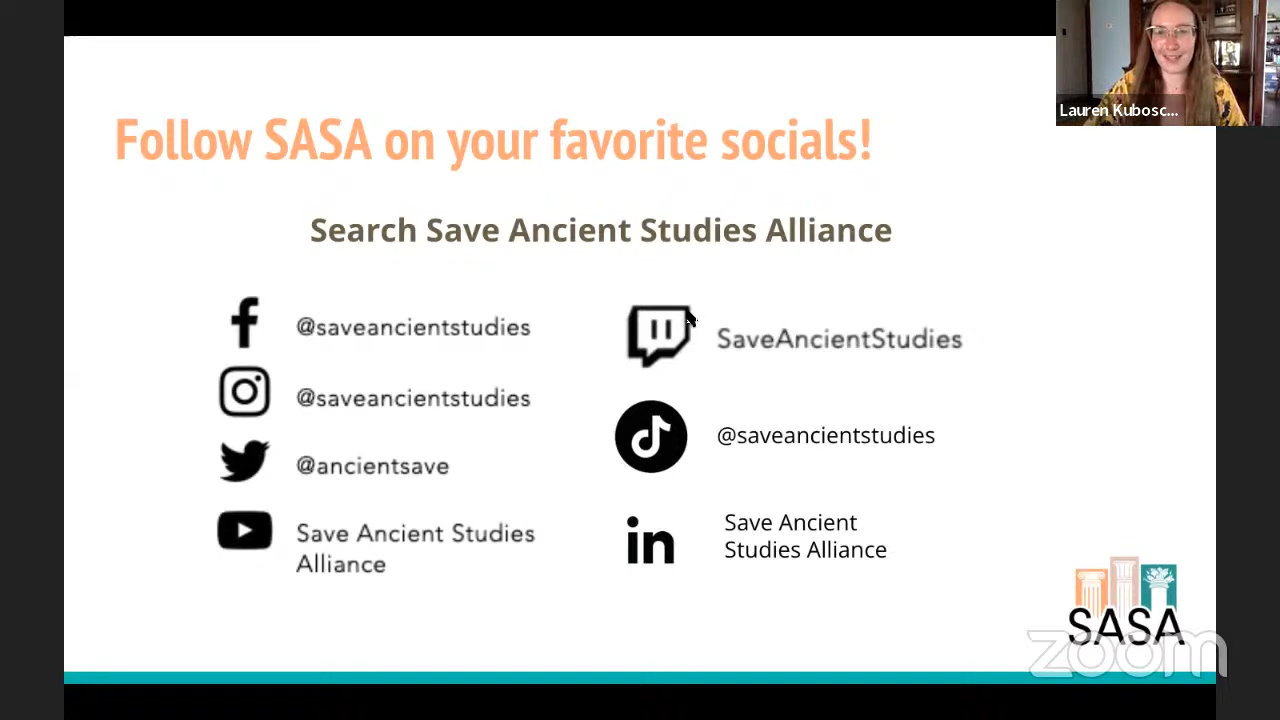 Lauren Kubosc...
Follow SASA on your favorite socials!
Search Save Ancient Studies Alliance
@saveancientstudies
@saveancientstudies
@ancientsave
Save Ancient Studies
Alliance
SaveAncientStudies
@saveancientstudies
in
Save Ancient
Studies Alliance
SASA
zoom